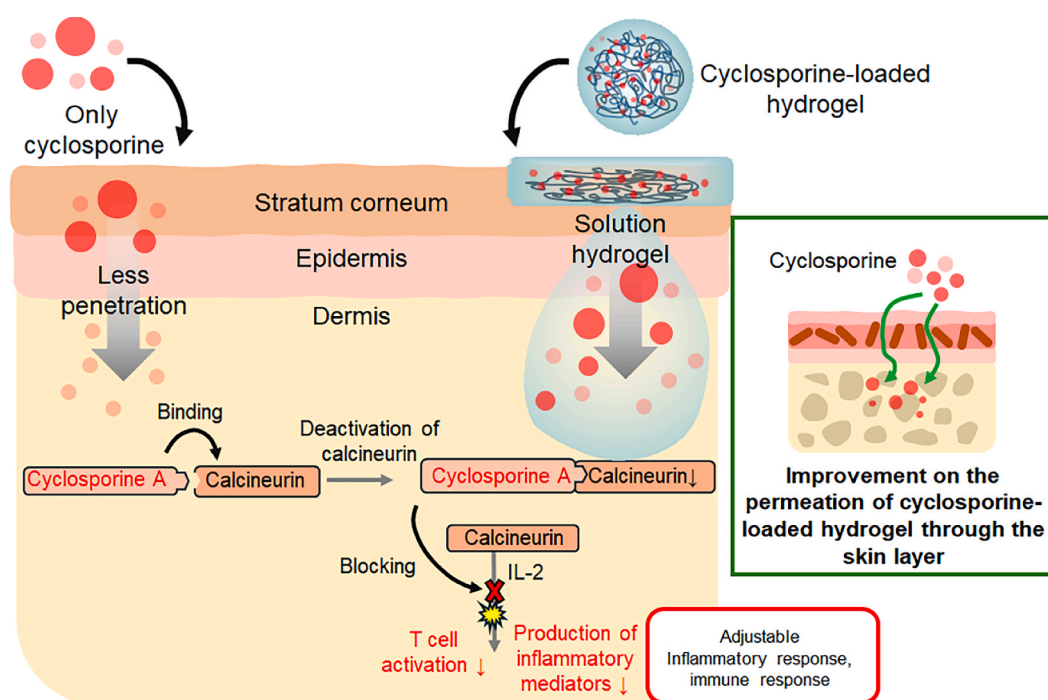 Only
cyclosporine
Cyclosporine-loaded
hydrogel
Stratum corneum
Solution
hydrogel
Epidermis
Less
penetration
Dermis
Cyclosporine
Binding
Deactivation of
calcineurin
Cyclosporine A
Calcineurin
Cyclosporine A
Calcineurin↓
Improvement on the
permeation of cyclosporine-
loaded hydrogel through the
skin layer
Calcineurin
Blocking
IL-2
T cell
activation ↓
Production of
inflammatory
mediators ↓
Adjustable
Inflammatory response,
immune response